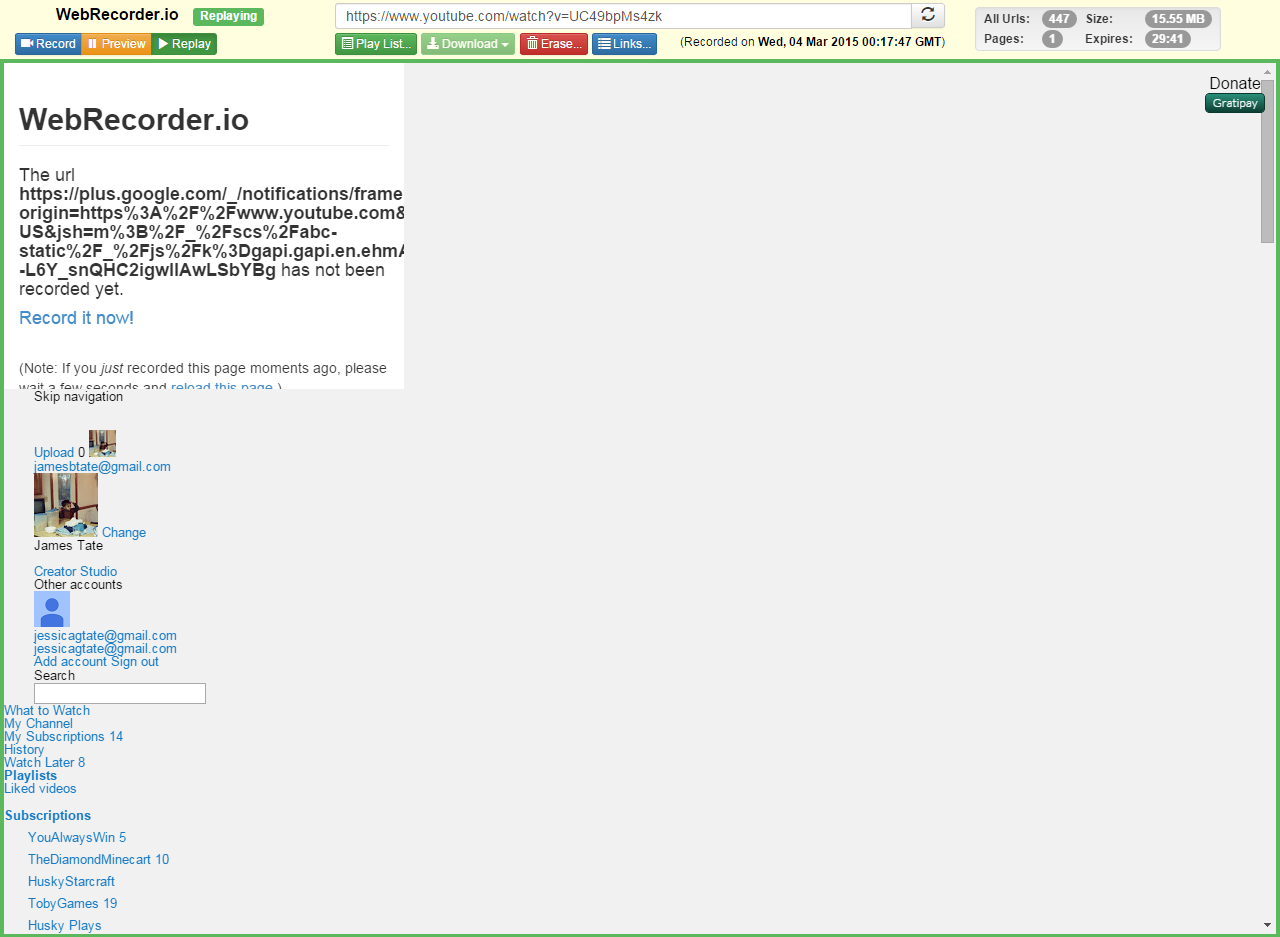 WebRecorder.io Replaying
https://www.youtube.com/watch?v=UC49bpMs4zk
All Urls: 447 Size: 15.55 MB
Record Preview Replay
Play List... Download Erase... Links... (Recorded on Wed, 04 Mar 2015 00:17:47 GMT)
Pages: 1 Expires: 29:41
Donate
Gratipay
WebRecorder.io
The url
https://plus.google.com/_/notifications/frame
origin=https%3A%2F%2Fwww.youtube.com&
US&jsh=m%3B%2F_%2Fscs%2Fabc-
static%2F_%2Fjs%2Fk%3Dgapi.gapi.en.ehmA
-L6Y_snQHC2igwIlAwLSbYBg has not been
recorded yet.
Record it now!
(Note: If you just recorded this page moments ago, please
wait a few seconds and reload this page.)
Skip navigation
Upload 0
jamesbtate@gmail.com
Change
James Tate
Creator Studio
Other accounts
jessicagtate@gmail.com
jessicagtate@gmail.com
Add account Sign out
Search
What to Watch
My Channel
My Subscriptions 14
History
Watch Later 8
Playlists
Liked videos
Subscriptions
YouAlwaysWin 5
TheDiamondMinecart 10
HuskyStarcraft
TobyGames 19
Husky Plays